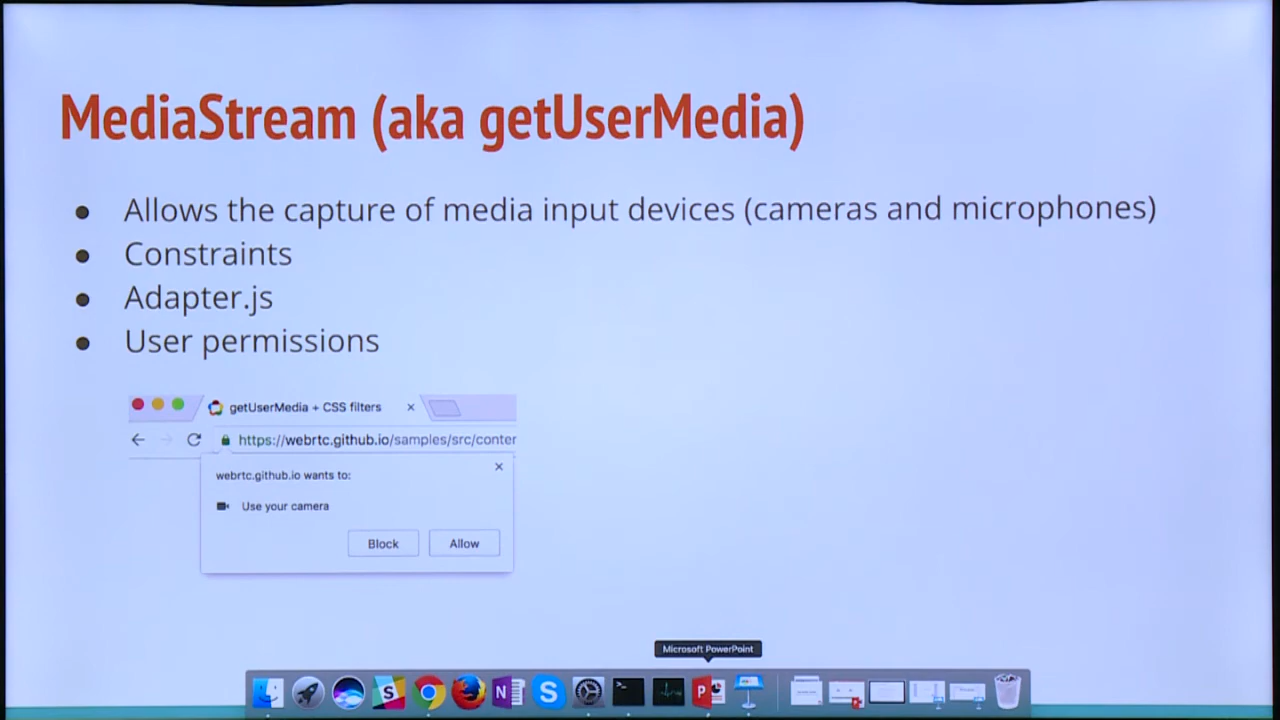 MediaStream (aka getUserMedia)
● Allows the capture of media input devices (cameras and microphones)
● Constraints
● Adapter.js
● User permissions
getUserMedia + CSS filters
https://webrtc.github.io/samples/src/conter
webrtc.github.io wants to:
Use your camera
Block Allow
Microsoft PowerPoint